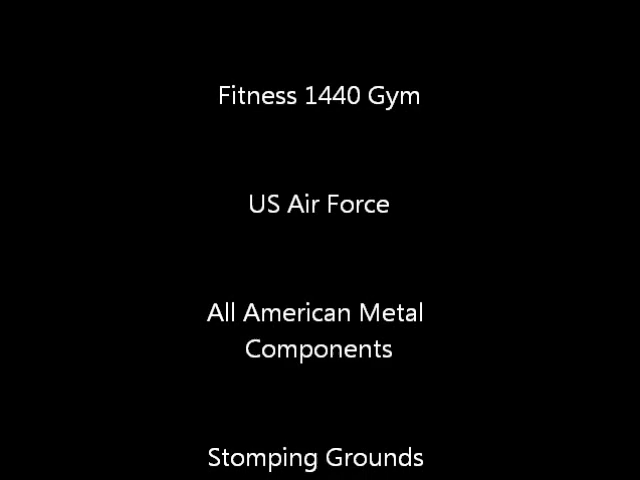 Fitness 1440 Gym
US Air Force
All American Metal
Components
Stomping Grounds